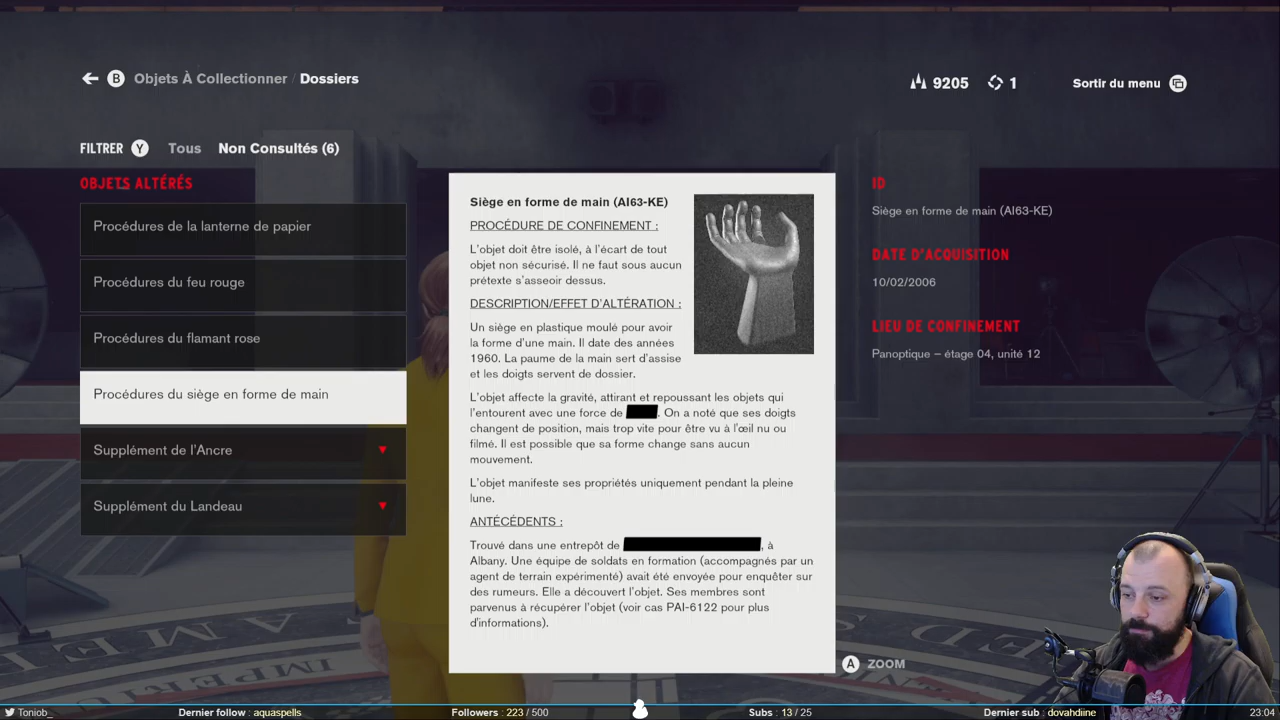 B Objets À Collectionner / Dossiers
9205 1 Sortir du menu
FILTRER Y Tous Non Consultés (6)
OBJETS ALTÉRÉS
Procédures de la lanterne de papier
Procédures du feu rouge
Procédures du flamant rose
Procédures du siège en forme de main
Supplément de l'Ancre
Supplément du Landeau
Siège en forme de main (AI63-KE)
PROCÉDURE DE CONFINEMENT :
L'objet doit être isolé, à l'écart de tout
objet non sécurisé. Il ne faut sous aucun
prétexte s'asseoir dessus.
DESCRIPTION/EFFET D'ALTÉRATION :
Un siège en plastique moulé pour avoir
la forme d'une main. Il date des années
1960. La paume de la main sert d'assise
et les doigts servent de dossier.
L'objet affecte la gravité, attirant et repoussant les objets qui
l'entourent avec une force de . On a noté que ses doigts
changent de position, mais trop vite pour être vu à l'œil nu ou
filmé. Il est possible que sa forme change sans aucun
mouvement.
L'objet manifeste ses propriétés uniquement pendant la pleine
lune.
ANTÉCÉDENTS :
Trouvé dans une entrepôt de , à
Albany. Une équipe de soldats en formation (accompagnés par un
agent de terrain expérimenté) avait été envoyée pour enquêter sur
des rumeurs. Elle a découvert l'objet. Ses membres sont
parvenus à récupérer l'objet (voir cas PAI-6122 pour plus
d'informations).
A ZOOM
ID
Siège en forme de main (AI63-KE)
DATE D'ACQUISITION
10/02/2006
LIEU DE CONFINEMENT
Panoptique – étage 04, unité 12
Toniob_ Dernier follow : aquaspells Followers : 223 / 500 Subs : 13 / 25 Dernier sub : dovahdiine 23:04